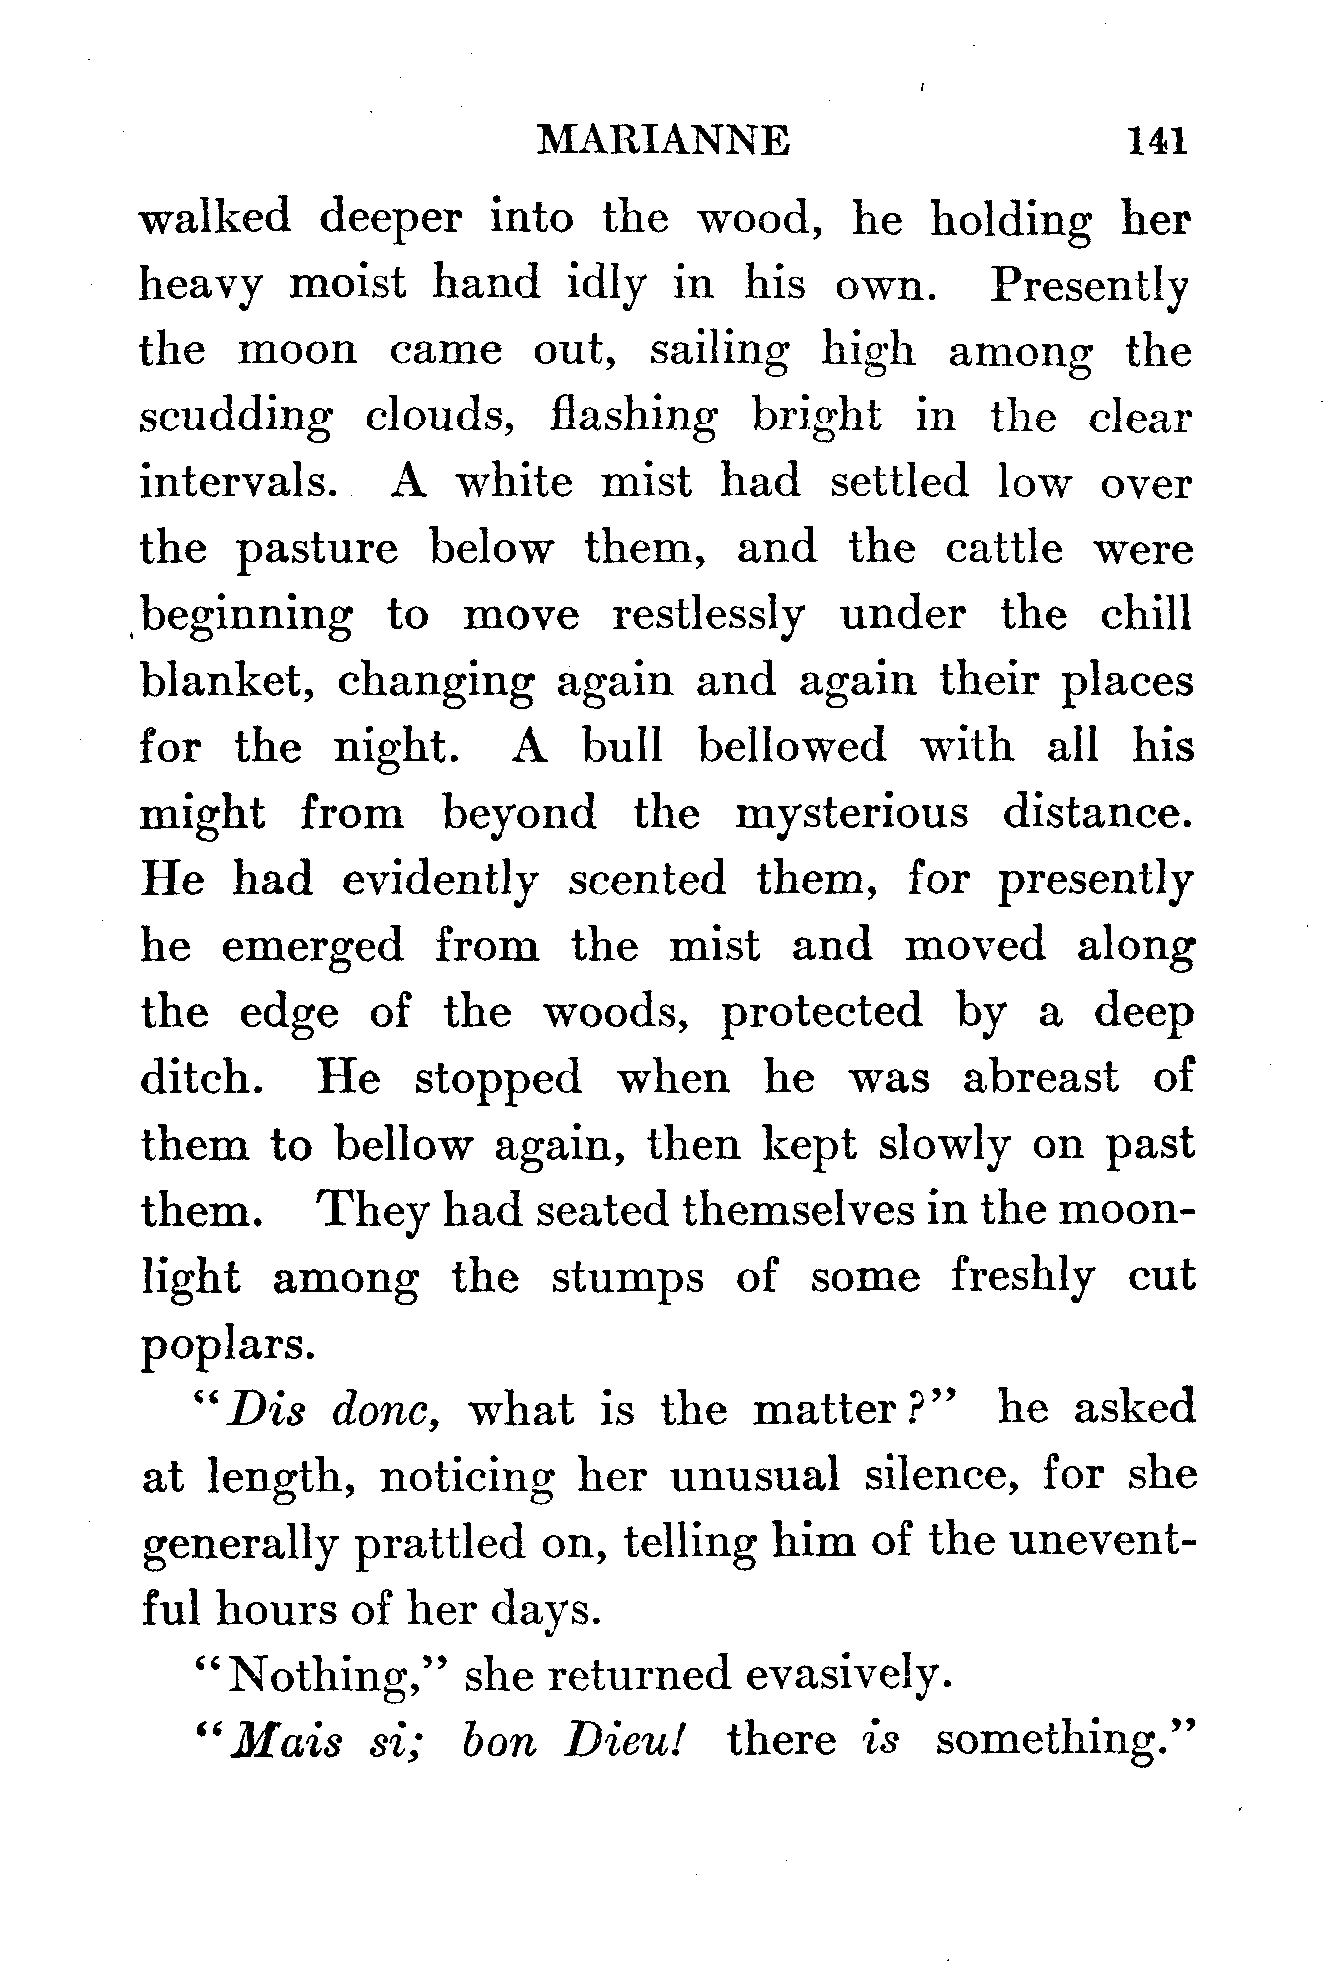 MARIANNE 141
walked deeper into the wood, he holding her
heavy moist hand idly in his own. Presently
the moon came out, sailing high among the
scudding clouds, flashing bright in the clear
intervals. A white mist had settled low over
the pasture below them, and the cattle were
beginning to move restlessly under the chill
blanket, changing again and again their places
for the night. A bull bellowed with all his
might from beyond the mysterious distance.
He had evidently scented them, for presently
he emerged from the mist and moved along
the edge of the woods, protected by a deep
ditch. He stopped when he was abreast of
them to bellow again, then kept slowly on past
them. They had seated themselves in the moon-
light among the stumps of some freshly cut
poplars.
“Dis donc, what is the matter?” he asked
at length, noticing her unusual silence, for she
generally prattled on, telling him of the unevent-
ful hours of her days.
“Nothing,” she returned evasively.
“Mais si; bon Dieu! there is something.”